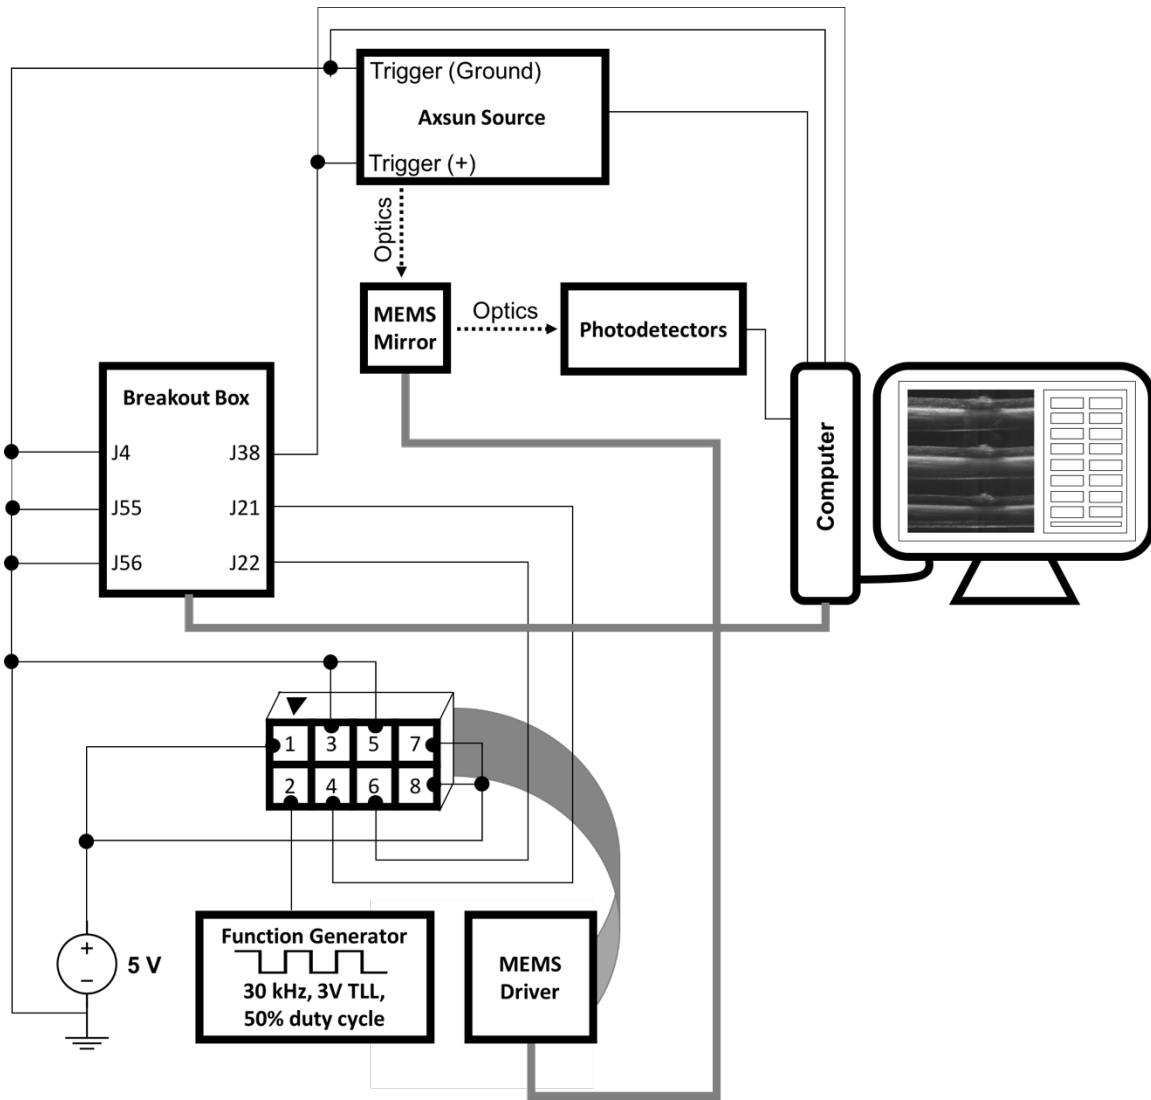 Trigger (Ground)
Axsun Source
Trigger (+)
Optics
MEMS
Mirror
Optics
Photodetectors
Breakout Box
J4
J38
J55
J21
J56
J22
Computer
1
3
5
7
2
4
6
8
+
−
5 V
Function Generator
30 kHz, 3V TLL,
50% duty cycle
MEMS
Driver